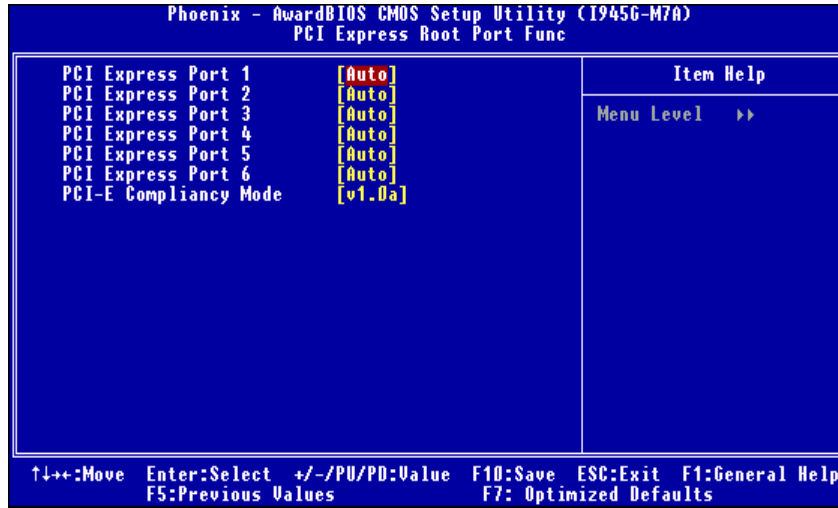 Phoenix - AwardBIOS CMOS Setup Utility (I945G-M7A)
PCI Express Root Port Func
PCI Express Port 1 [Auto]
PCI Express Port 2 [Auto]
PCI Express Port 3 [Auto]
PCI Express Port 4 [Auto]
PCI Express Port 5 [Auto]
PCI Express Port 6 [Auto]
PCI-E Compliancy Mode [v1.0a]
Item Help
Menu Level ▸▸
↑↓→←:Move Enter:Select +/-/PU/PD:Value F10:Save ESC:Exit F1:General Help
F5:Previous Values F7: Optimized Defaults